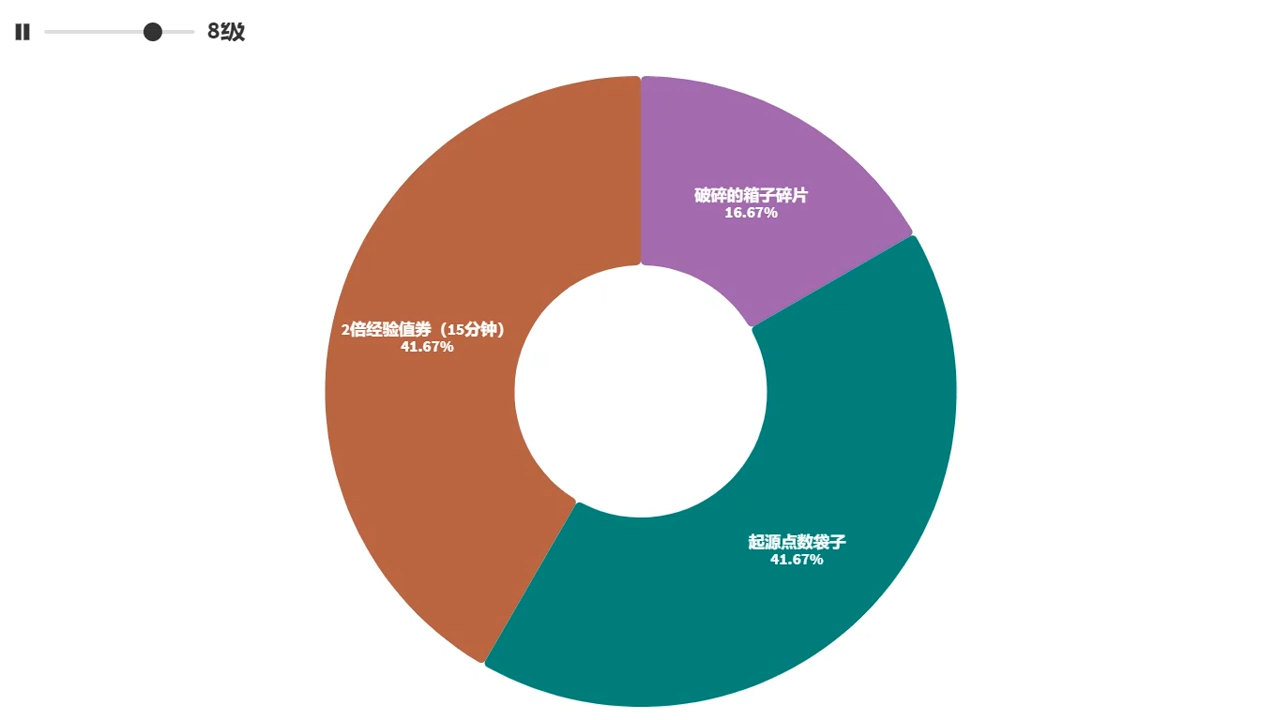 8级
破碎的箱子碎片
16.67%
2倍经验值券（15分钟）
41.67%
起源点数袋子
41.67%